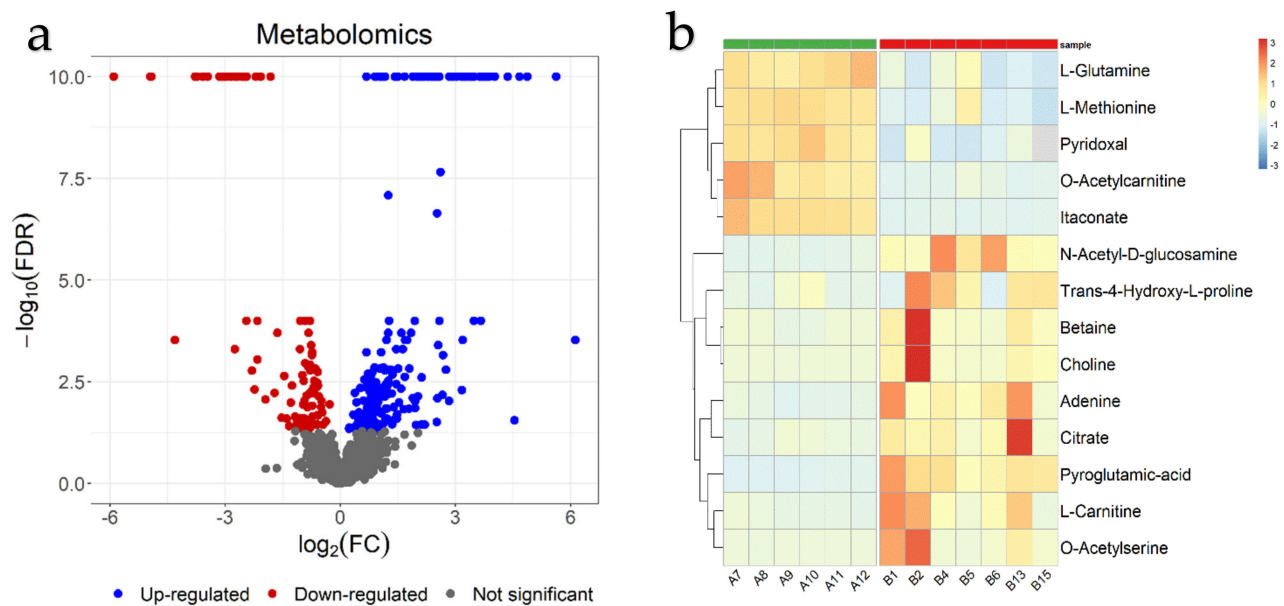 a
Metabolomics
10.0
7.5
5.0
2.5
0.0
−log10(FDR)
-6 -3 0 3 6
log2(FC)
Up-regulated Down-regulated Not significant
b
sample
L-Glutamine
L-Methionine
Pyridoxal
O-Acetylcarnitine
Itaconate
N-Acetyl-D-glucosamine
Trans-4-Hydroxy-L-proline
Betaine
Choline
Adenine
Citrate
Pyroglutamic-acid
L-Carnitine
O-Acetylserine
A7 A8 A9 A10 A11 A12 B1 B2 B4 B5 B6 B13 B15
3
2
1
0
-1
-2
-3